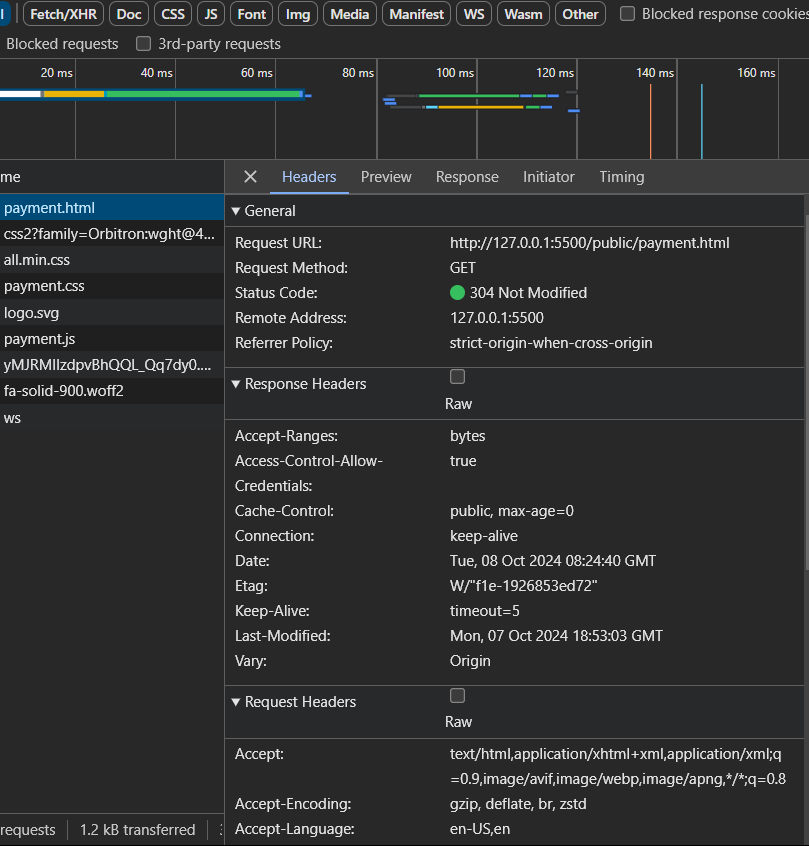 Fetch/XHR Doc CSS JS Font Img Media Manifest WS Wasm Other Blocked response cookies
Blocked requests 3rd-party requests
20 ms 40 ms 60 ms 80 ms 100 ms 120 ms 140 ms 160 ms
me
Headers Preview Response Initiator Timing
payment.html
css2?family=Orbitron:wght@4...
all.min.css
payment.css
logo.svg
payment.js
yMJRMIlzdpvBhQQL_Qq7dy0....
fa-solid-900.woff2
ws
General
Request URL: http://127.0.0.1:5500/public/payment.html
Request Method: GET
Status Code: 304 Not Modified
Remote Address: 127.0.0.1:5500
Referrer Policy: strict-origin-when-cross-origin
Response Headers
Raw
Accept-Ranges: bytes
Access-Control-Allow- true
Credentials:
Cache-Control: public, max-age=0
Connection: keep-alive
Date: Tue, 08 Oct 2024 08:24:40 GMT
Etag: W/"f1e-1926853ed72"
Keep-Alive: timeout=5
Last-Modified: Mon, 07 Oct 2024 18:53:03 GMT
Vary: Origin
Request Headers
Raw
Accept: text/html,application/xhtml+xml,application/xml;q
=0.9,image/avif,image/webp,image/apng,*/*;q=0.8
Accept-Encoding: gzip, deflate, br, zstd
Accept-Language: en-US,en
requests 1.2 kB transferred